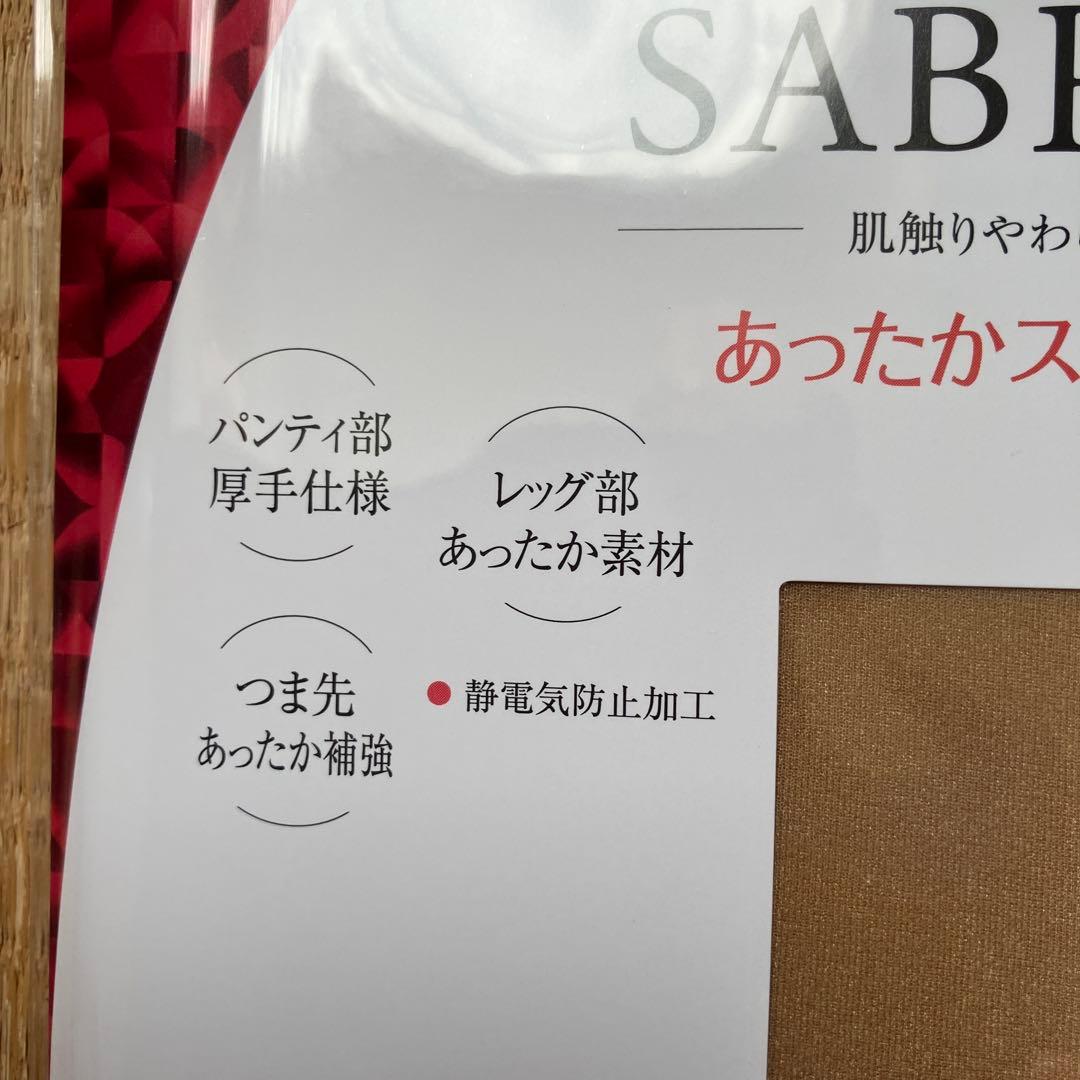 SABR
肌触りやわ
あったかス
パンティ部
厚手仕様
レッグ部
あったか素材
つま先
あったか補強
● 静電気防止加工